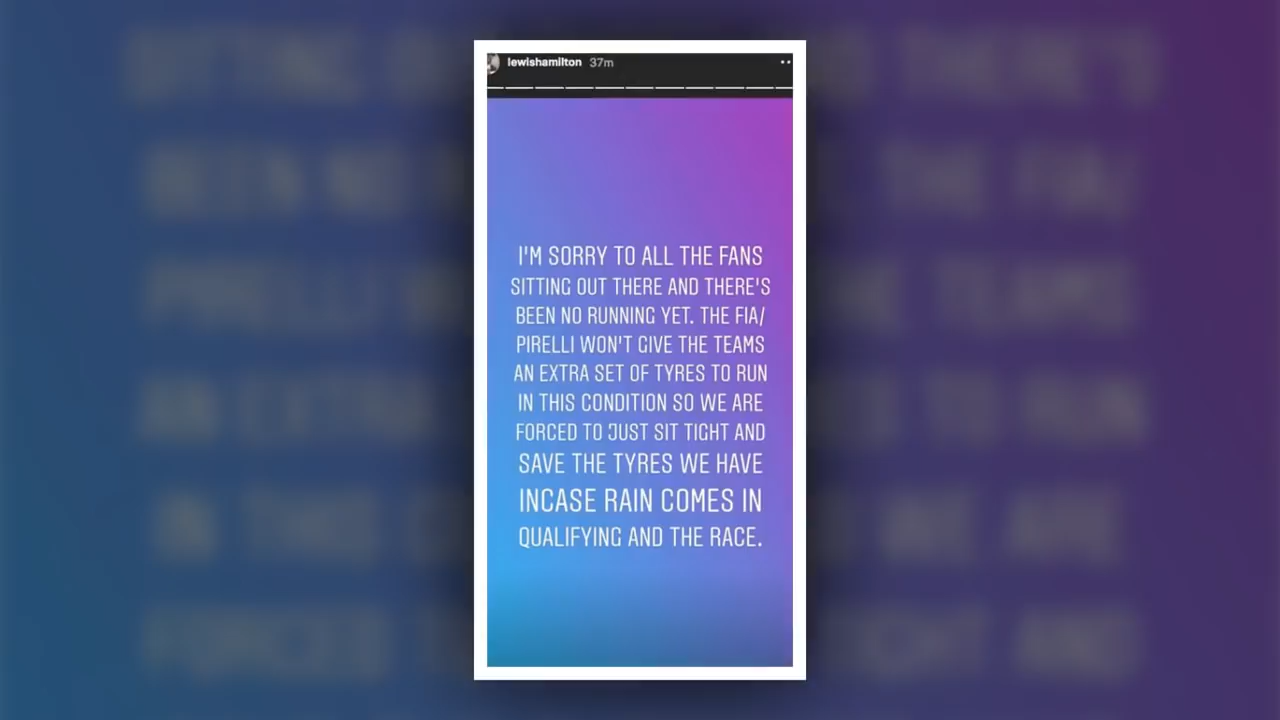 lewishamilton 37m
I'M SORRY TO ALL THE FANS
SITTING OUT THERE AND THERE'S
BEEN NO RUNNING YET. THE FIA/
PIRELLI WON'T GIVE THE TEAMS
AN EXTRA SET OF TYRES TO RUN
IN THIS CONDITION SO WE ARE
FORCED TO JUST SIT TIGHT AND
SAVE THE TYRES WE HAVE
INCASE RAIN COMES IN
QUALIFYING AND THE RACE.